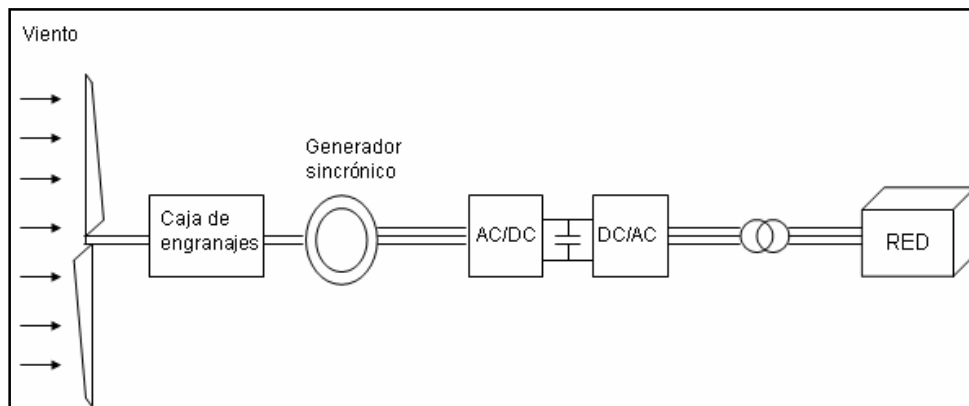 Viento
Generador
sincrónico
Caja de
engranajes
AC/DC
DC/AC
RED